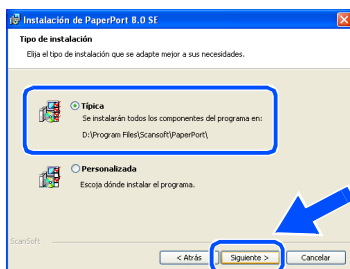 Instalación de PaperPort 8.0 SE
Tipo de instalación
Elija el tipo de instalación que se adapte mejor a sus necesidades.
Típica
Se instalarán todos los componentes del programa en:
D:\Program Files\Scansoft\PaperPort\
Personalizada
Escoja dónde instalar el programa.
ScanSoft
< Atrás
Siguiente >
Cancelar